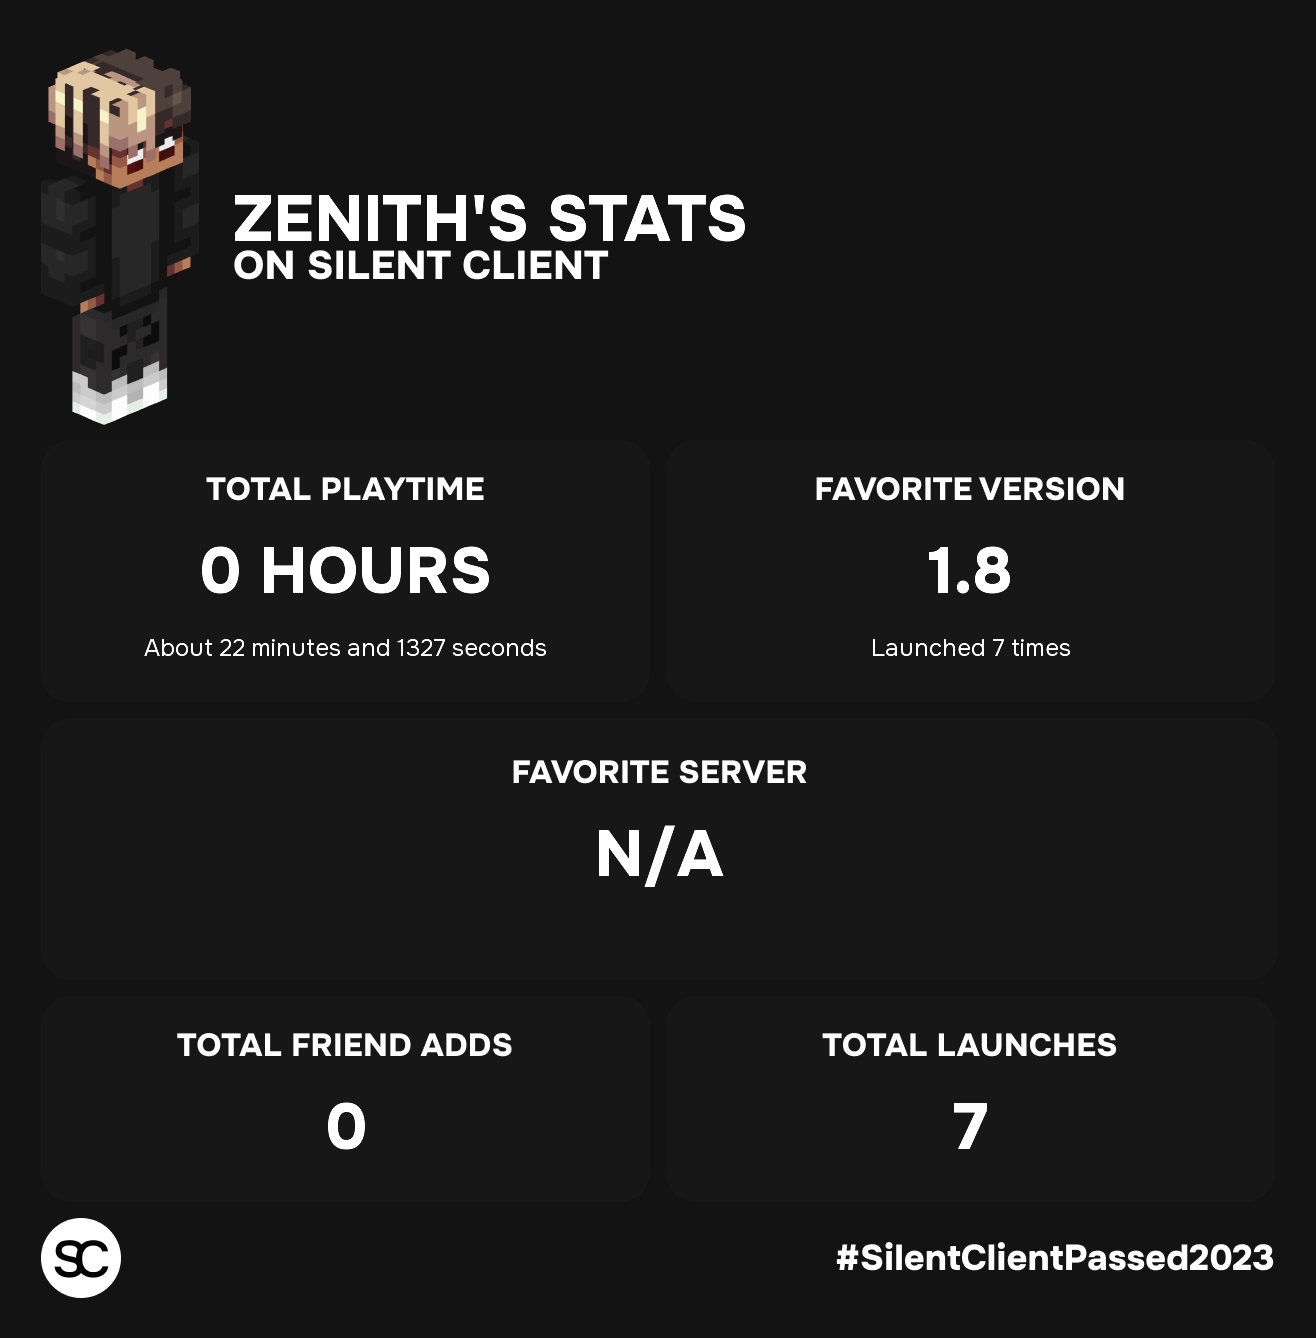 ZENITH'S STATS
ON SILENT CLIENT
TOTAL PLAYTIME
0 HOURS
About 22 minutes and 1327 seconds
FAVORITE VERSION
1.8
Launched 7 times
FAVORITE SERVER
N/A
TOTAL FRIEND ADDS
0
TOTAL LAUNCHES
7
SC
#SilentClientPassed2023